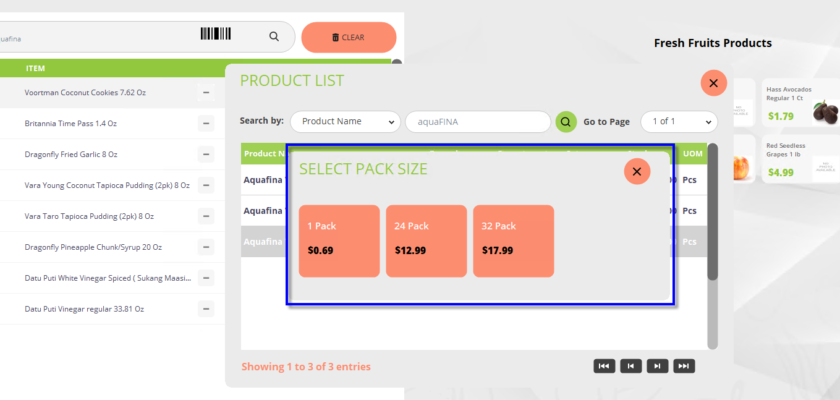 quafina
CLEAR
ITEM
Voortman Coconut Cookies 7.62 Oz
Britannia Time Pass 1.4 Oz
Dragonfly Fried Garlic 8 Oz
Vara Young Coconut Tapioca Pudding (2pk) 8 Oz
Vara Taro Tapioca Pudding (2pk) 8 Oz
Dragonfly Pineapple Chunk/Syrup 20 Oz
Datu Puti White Vinegar Spiced ( Sukang Maasi...
Datu Puti Vinegar regular 33.81 Oz
PRODUCT LIST
Search by:
Product Name
aquaFINA
Go to Page
1 of 1
Product N
UOM
Aquafina
Pcs
Aquafina
Pcs
Aquafina
Pcs
SELECT PACK SIZE
1 Pack
$0.69
24 Pack
$12.99
32 Pack
$17.99
Showing 1 to 3 of 3 entries
Fresh Fruits Products
Hass Avocados
Regular 1 Ct
$1.79
Red Seedless
Grapes 1 lb
$4.99